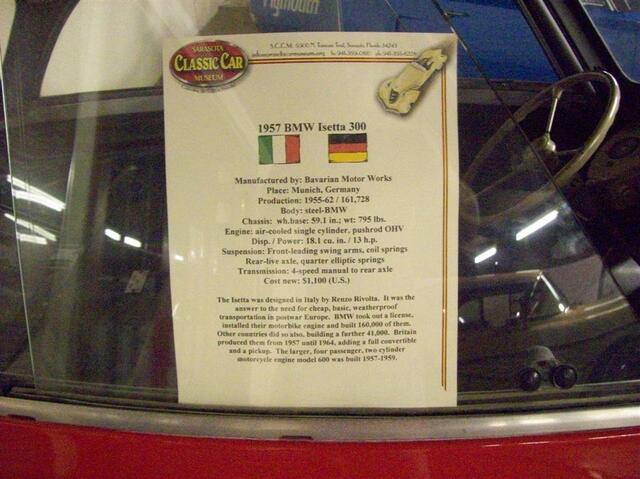 Plymouth
SARASOTA
CLASSIC CAR
MUSEUM
S.C.C.M. 5500 N. Tamiami Trail, Sarasota, Florida 34243
1957 BMW Isetta 300
Manufactured by: Bavarian Motor Works
Place: Munich, Germany
Production: 1955-62 / 161,728
Body: steel-BMW
Chassis: wh.base: 59.1 in.; wt: 795 lbs.
Engine: air-cooled single cylinder, pushrod OHV
Disp. / Power: 18.1 cu. in. / 13 h.p.
Suspension: Front-leading swing arms, coil springs
Rear-live axle, quarter elliptic springs
Transmission: 4-speed manual to rear axle
Cost new: $1,100 (U.S.)
The Isetta was designed in Italy by Renzo Rivolta. It was the
answer to the need for cheap, basic, weatherproof
transportation in postwar Europe. BMW took out a license,
installed their motorbike engine and built 160,000 of them.
Other countries did so also, building a further 41,000. Britain
produced them from 1957 until 1964, adding a full convertible
and a pickup. The larger, four passenger, two cylinder
motorcycle engine model 600 was built 1957-1959.